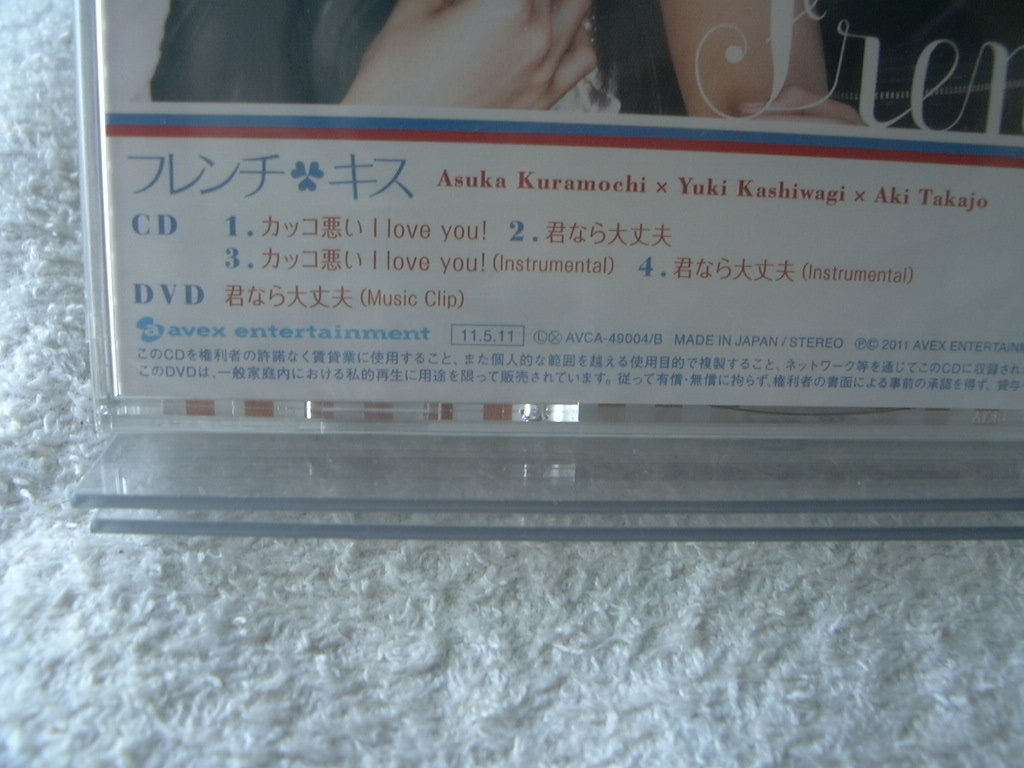 Fren
フレンチ☘キス Asuka Kuramochi × Yuki Kashiwagi × Aki Takajo
CD 1.カッコ悪い I love you! 2.君なら大丈夫
3.カッコ悪い I love you! (Instrumental) 4.君なら大丈夫 (Instrumental)
DVD 君なら大丈夫 (Music Clip)
avex entertainment 11.5.11 ⓁⓍ AVCA-49004/B MADE IN JAPAN / STEREO ℗© 2011 AVEX ENTERTAIN
このCDを権利者の許諾なく賃貸業に使用すること、また個人的な範囲を越える使用目的で複製すること、ネットワーク等を通じてこのCDに収録され
このDVDは、一般家庭内における私的再生に用途を限って販売されています。従って有償・無償に拘らず、権利者の書面による事前の承認を得ず、貸与